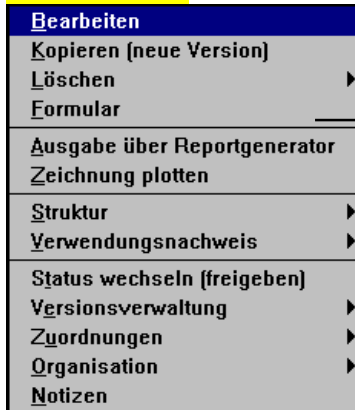 Bearbeiten
Kopieren (neue Version)
Löschen
Formular
Ausgabe über Reportgenerator
Zeichnung plotten
Struktur
Verwendungsnachweis
Status wechseln (freigeben)
Versionsverwaltung
Zuordnungen
Organisation
Notizen